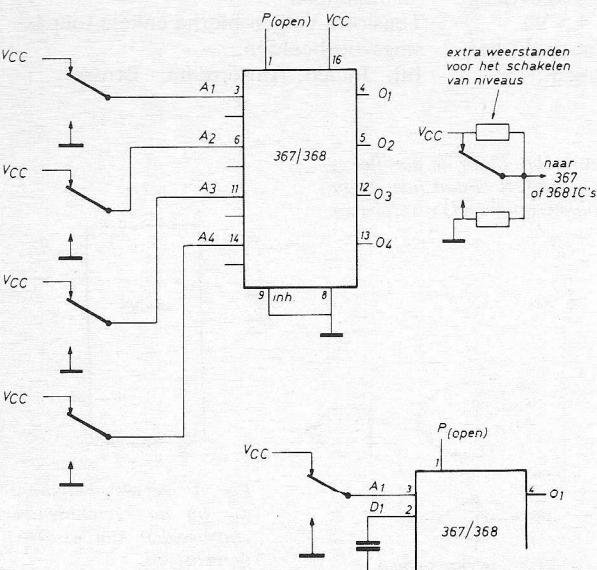 P(open)
VCC
1
16
VCC
A1
3
4
O1
A2
6
5
O2
VCC
367/368
A3
11
12
O3
A4
14
13
O4
VCC
9
inh.
8
VCC
extra weerstanden
voor het schakelen
van niveaus
VCC
naar
367
of 368 IC's
P(open)
1
VCC
A1
3
4
O1
D1
2
367/368